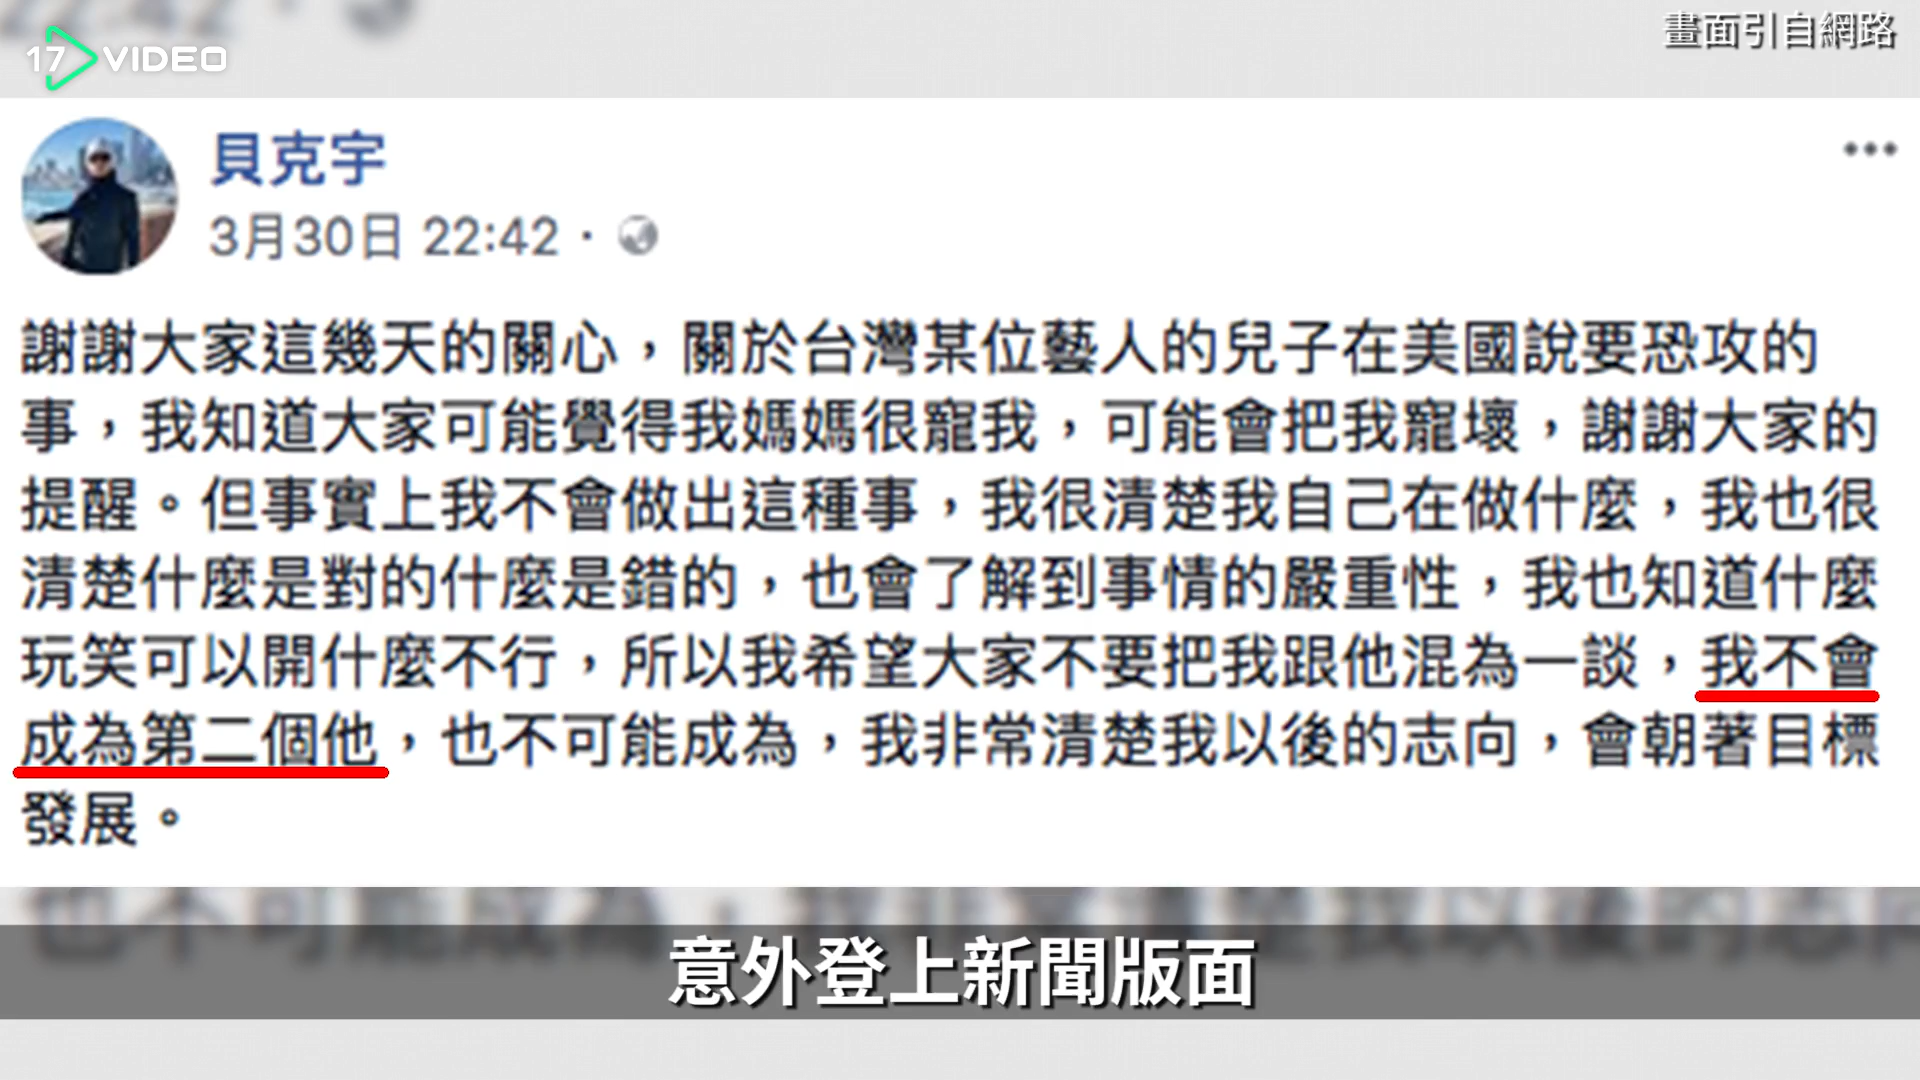 17 VIDEO
畫面引自網路
貝克宇
3月30日 22:42 ·
謝謝大家這幾天的關心，關於台灣某位藝人的兒子在美國說要恐攻的
事，我知道大家可能覺得我媽媽很寵我，可能會把我寵壞，謝謝大家的
提醒。但事實上我不會做出這種事，我很清楚我自己在做什麼，我也很
清楚什麼是對的什麼是錯的，也會了解到事情的嚴重性，我也知道什麼
玩笑可以開什麼不行，所以我希望大家不要把我跟他混為一談，我不會
成為第二個他，也不可能成為，我非常清楚我以後的志向，會朝著目標
發展。
意外登上新聞版面